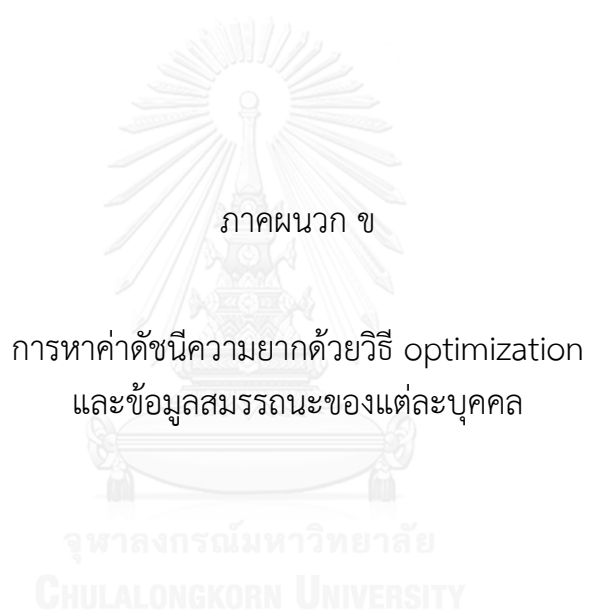 ภาคผนวก ข
การหาค่าดัชนีความยากด้วยวิธี optimization
และข้อมูลสมรรถนะของแต่ละบุคคล
จุฬาลงกรณ์มหาวิทยาลัย
CHULALONGKORN UNIVERSITY